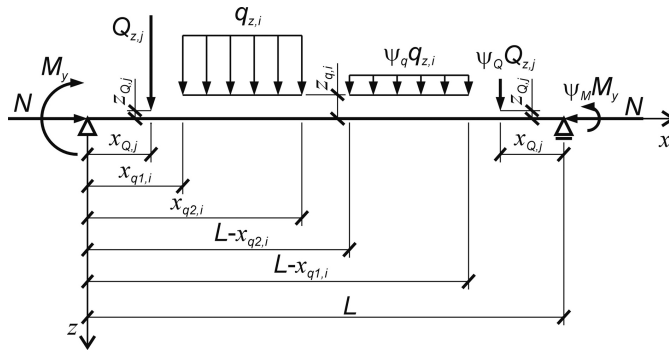 Q_{z,j}
q_{z,i}
M_y
z_{Q,j}
z_{q,i}
ψ_q q_{z,i}
ψ_Q Q_{z,j}
z_{Q,j}
ψ_M M_y
N
N
x
x_{Q,j}
x_{Q,j}
x_{q1,i}
x_{q2,i}
L-x_{q2,i}
L-x_{q1,i}
L
z